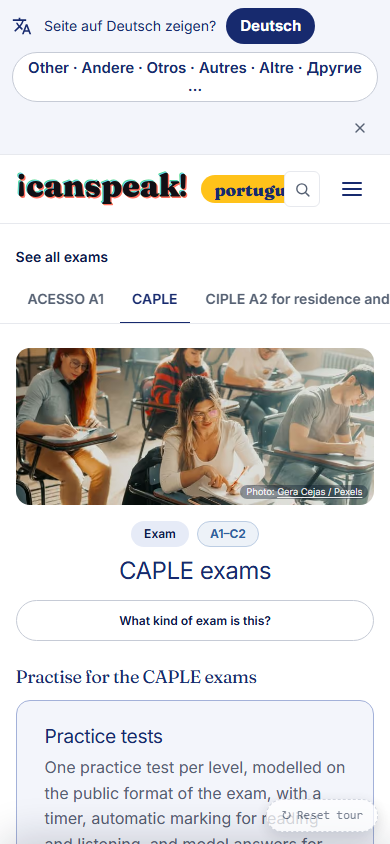 Seite auf Deutsch zeigen?
Deutsch
Other · Andere · Otros · Autres · Altre · Другие
...
icanspeak!
portugu
See all exams
ACESSO A1
CAPLE
CIPLE A2 for residence and
Photo: Gera Cejas / Pexels
Exam
A1–C2
CAPLE exams
What kind of exam is this?
Practise for the CAPLE exams
Practice tests
One practice test per level, modelled on
the public format of the exam, with a
timer, automatic marking for reading
↻ Reset tour
and listening, and model answers for